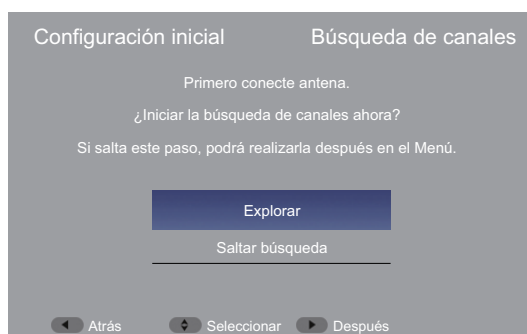 Configuración inicial Búsqueda de canales
Primero conecte antena.
¿Iniciar la búsqueda de canales ahora?
Si salta este paso, podrá realizarla después en el Menú.
Explorar
Saltar búsqueda
Atrás Seleccionar Después